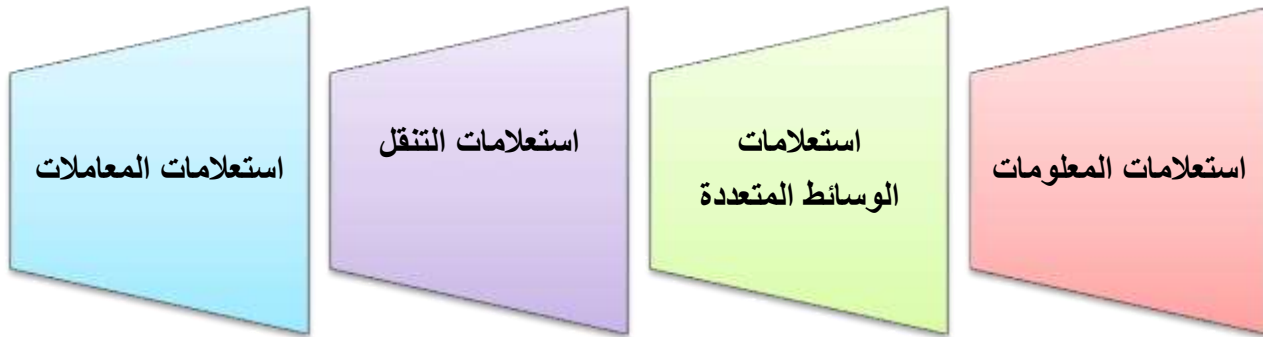 استعلامات المعلومات
استعلامات
الوسائط المتعددة
استعلامات التنقل
استعلامات المعاملات